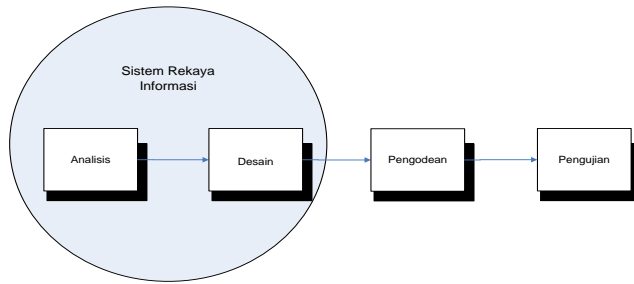 Sistem Rekaya
Informasi
Analisis
Desain
Pengodean
Pengujian